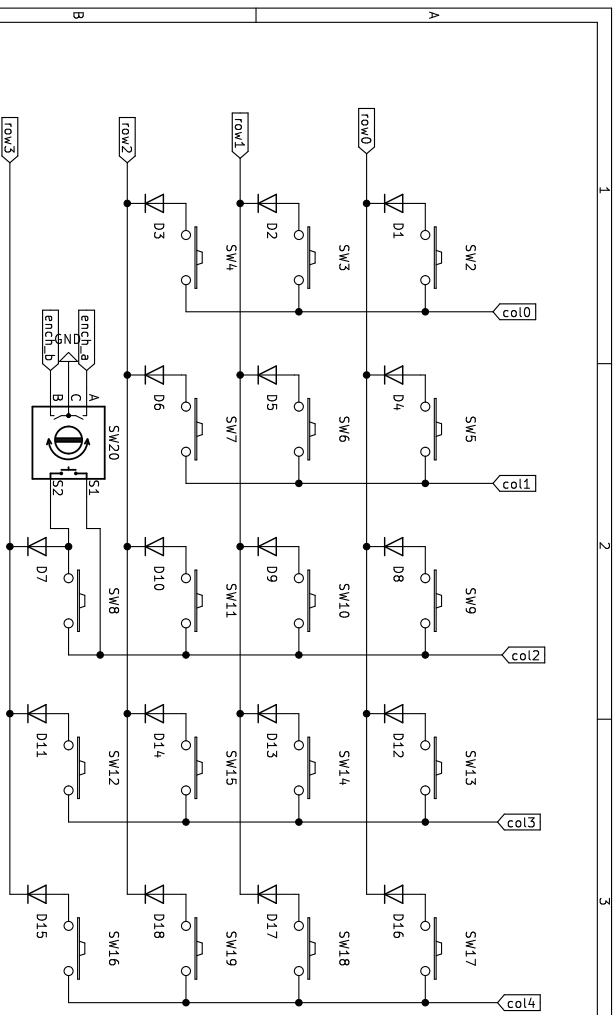 1 2 3
col0 col1 col2 col3 col4
SW2 SW5 SW9 SW13 SW17
A
D1 D4 D8 D12 D16
row0
SW3 SW6 SW10 SW14 SW18
D2 D5 D9 D13 D17
row1
SW4 SW7 SW11 SW15 SW19
D3 D6 D10 D14 D18
row2
SW20 SW8 SW12 SW16
ench_a A S1
B
GND C
ench_b B S2
D7 D11 D15
row3